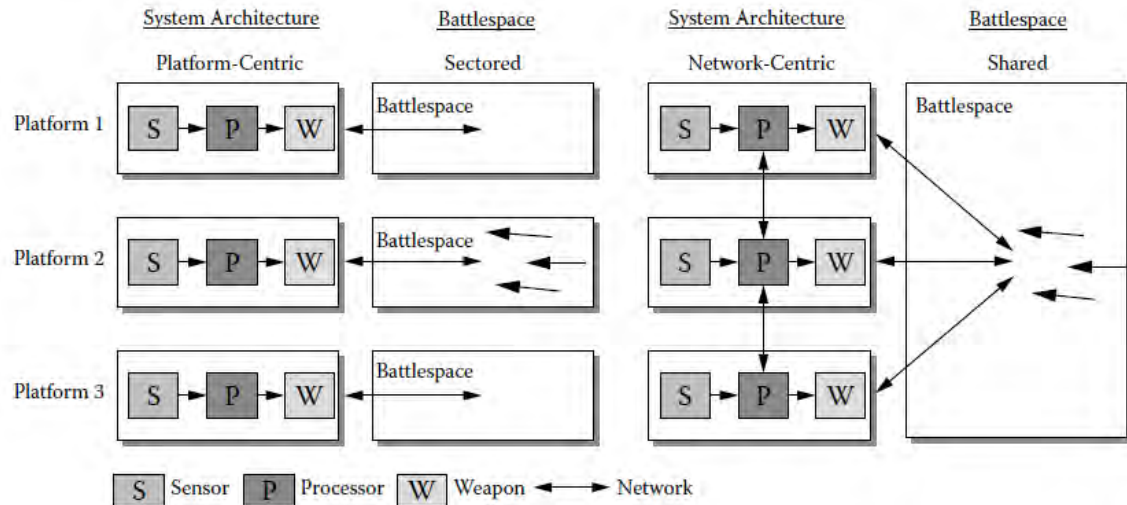 System Architecture Battlespace System Architecture Battlespace
Platform-Centric Sectored Network-Centric Shared
Platform 1 S P W Battlespace S P W Battlespace
Platform 2 S P W Battlespace S P W
Platform 3 S P W Battlespace S P W
S Sensor P Processor W Weapon Network